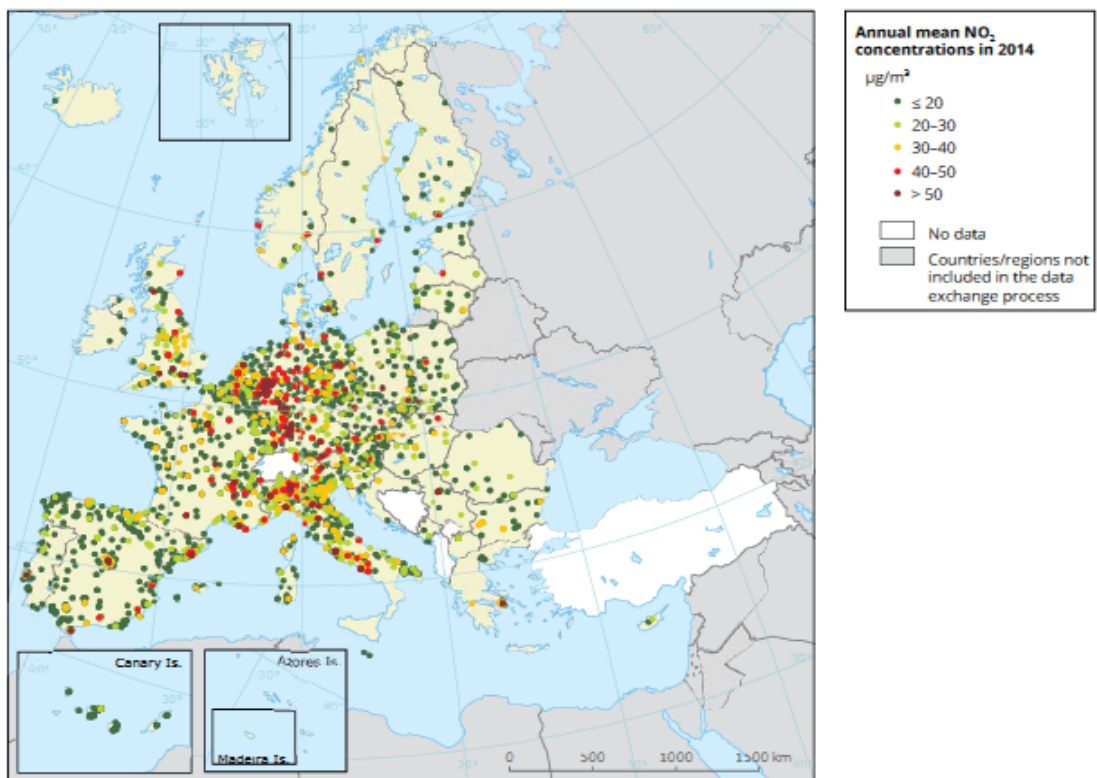 Annual mean NO₂
concentrations in 2014
µg/m³
≤ 20
20–30
30–40
40–50
> 50
No data
Countries/regions not
included in the data
exchange process
Canary Is.
Azores Is.
Madeira Is.
0 500 1000 1500 km